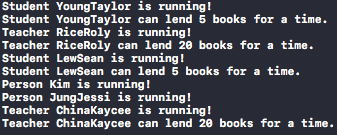 Student YoungTaylor is running!
Student YoungTaylor can lend 5 books for a time.
Teacher RiceRoly is running!
Teacher RiceRoly can lend 20 books for a time.
Student LewSean is running!
Student LewSean can lend 5 books for a time.
Person Kim is running!
Person JungJessi is running!
Teacher ChinaKaycee is running!
Teacher ChinaKaycee can lend 20 books for a time.